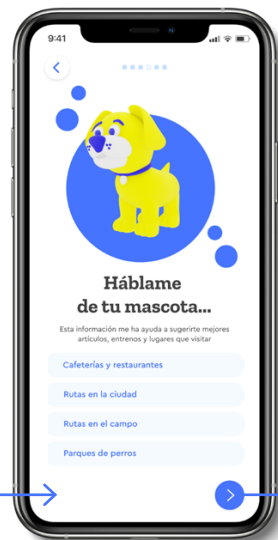 9:41
Háblame
de tu mascota...
Esta información me ha ayuda a sugerirte mejores
artículos, entrenos y lugares que visitar
Cafeterías y restaurantes
Rutas en la ciudad
Rutas en el campo
Parques de perros